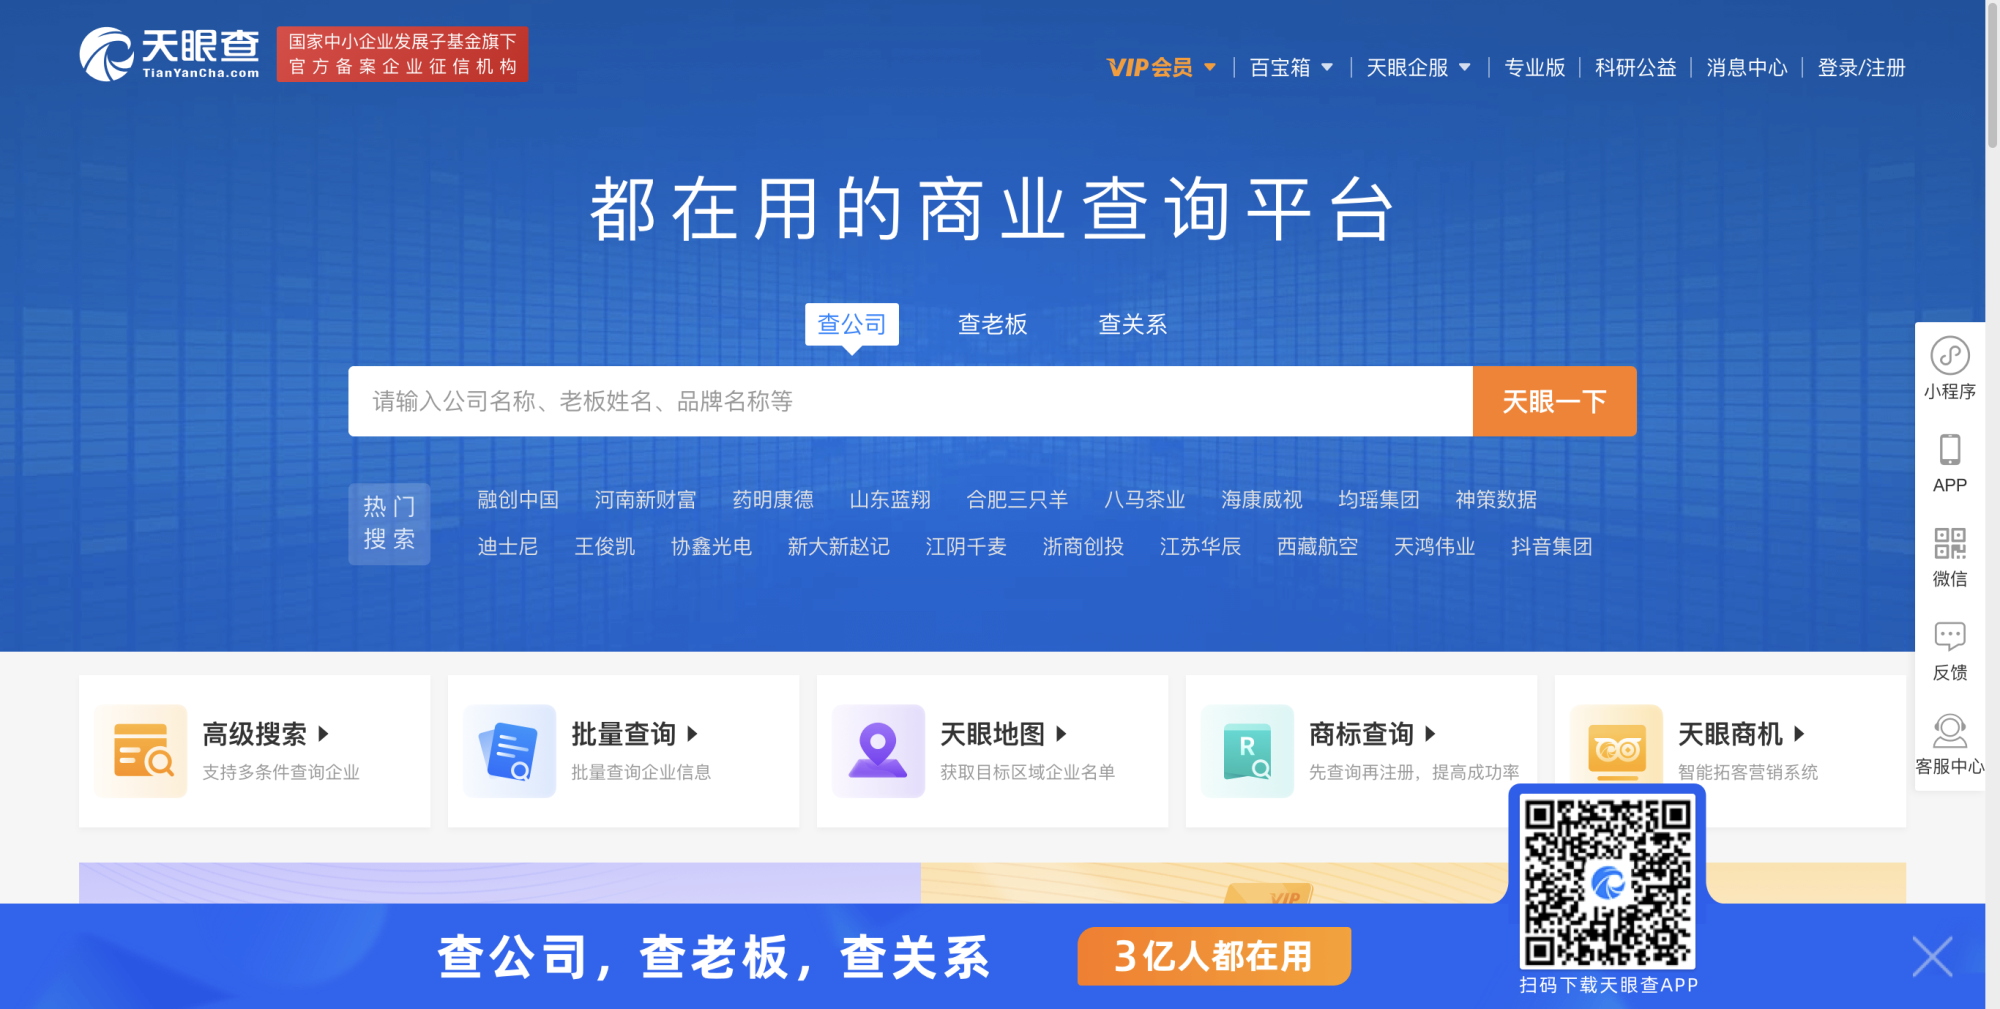 天眼查
TianYanCha.com
国家中小企业发展子基金旗下
官方备案企业征信机构
VIP会员
百宝箱
天眼企服
专业版
科研公益
消息中心
登录/注册
都在用的商业查询平台
查公司
查老板
查关系
请输入公司名称、老板姓名、品牌名称等
天眼一下
热门
搜索
融创中国 河南新财富 药明康德 山东蓝翔 合肥三只羊 八马茶业 海康威视 均瑶集团 神策数据
迪士尼 王俊凯 协鑫光电 新大新赵记 江阴千麦 浙商创投 江苏华辰 西藏航空 天鸿伟业 抖音集团
小程序
APP
微信
反馈
客服中心
高级搜索
支持多条件查询企业
批量查询
批量查询企业信息
天眼地图
获取目标区域企业名单
R
商标查询
先查询再注册，提高成功率
天眼商机
智能拓客营销系统
VIP
查公司，查老板，查关系
3亿人都在用
扫码下载天眼查APP